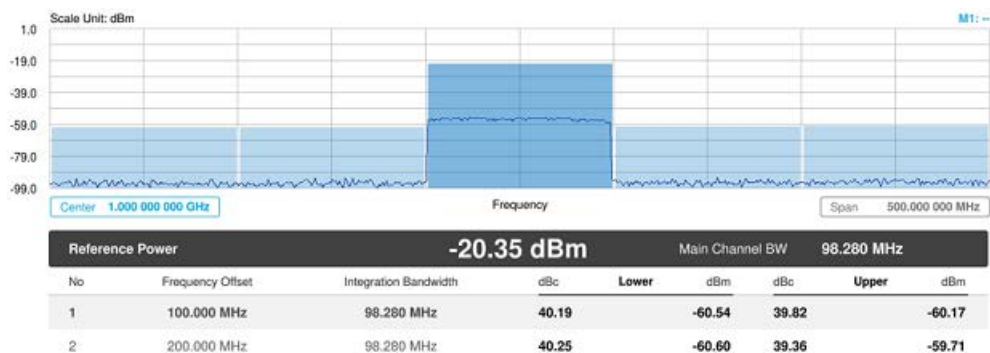 Scale Unit: dBm M1: --
1.0
-19.0
-39.0
-59.0
-79.0
-99.0
Center 1.000 000 000 GHz Frequency Span 500.000 000 MHz
Reference Power -20.35 dBm Main Channel BW 98.280 MHz
No Frequency Offset Integration Bandwidth dBc Lower dBm dBc Upper dBm
1 100.000 MHz 98.280 MHz 40.19 -60.54 39.82 -60.17
2 200.000 MHz 98.280 MHz 40.25 -60.60 39.36 -59.71